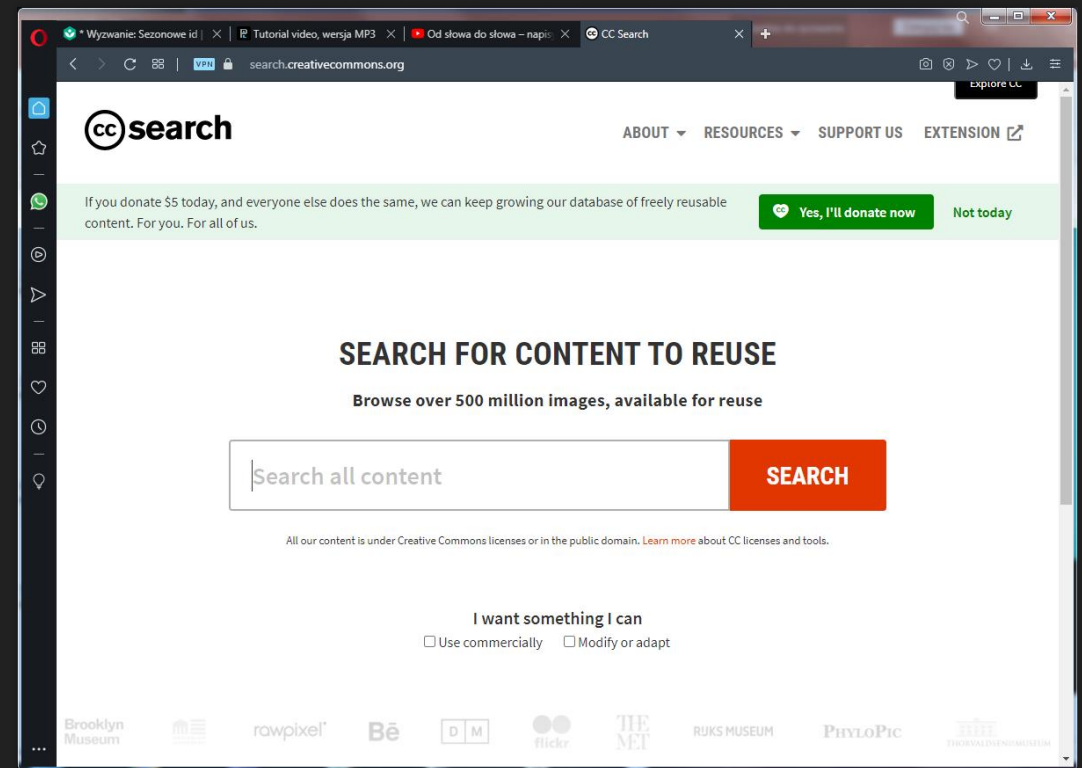 * Wyzwanie: Sezonowe id
Tutorial video, wersja MP3
Od słowa do słowa – napis
CC Search
VPN
search.creativecommons.org
Explore CC
cc search
ABOUT
RESOURCES
SUPPORT US
EXTENSION
If you donate $5 today, and everyone else does the same, we can keep growing our database of freely reusable
content. For you. For all of us.
Yes, I'll donate now
Not today
SEARCH FOR CONTENT TO REUSE
Browse over 500 million images, available for reuse
Search all content
SEARCH
All our content is under Creative Commons licenses or in the public domain. Learn more about CC licenses and tools.
I want something I can
Use commercially
Modify or adapt
Brooklyn
Museum
rawpixel
Bē
D M
flickr
THE
MET
RIJKS MUSEUM
PHYLOPIC
THORVALDSENS MUSEUM